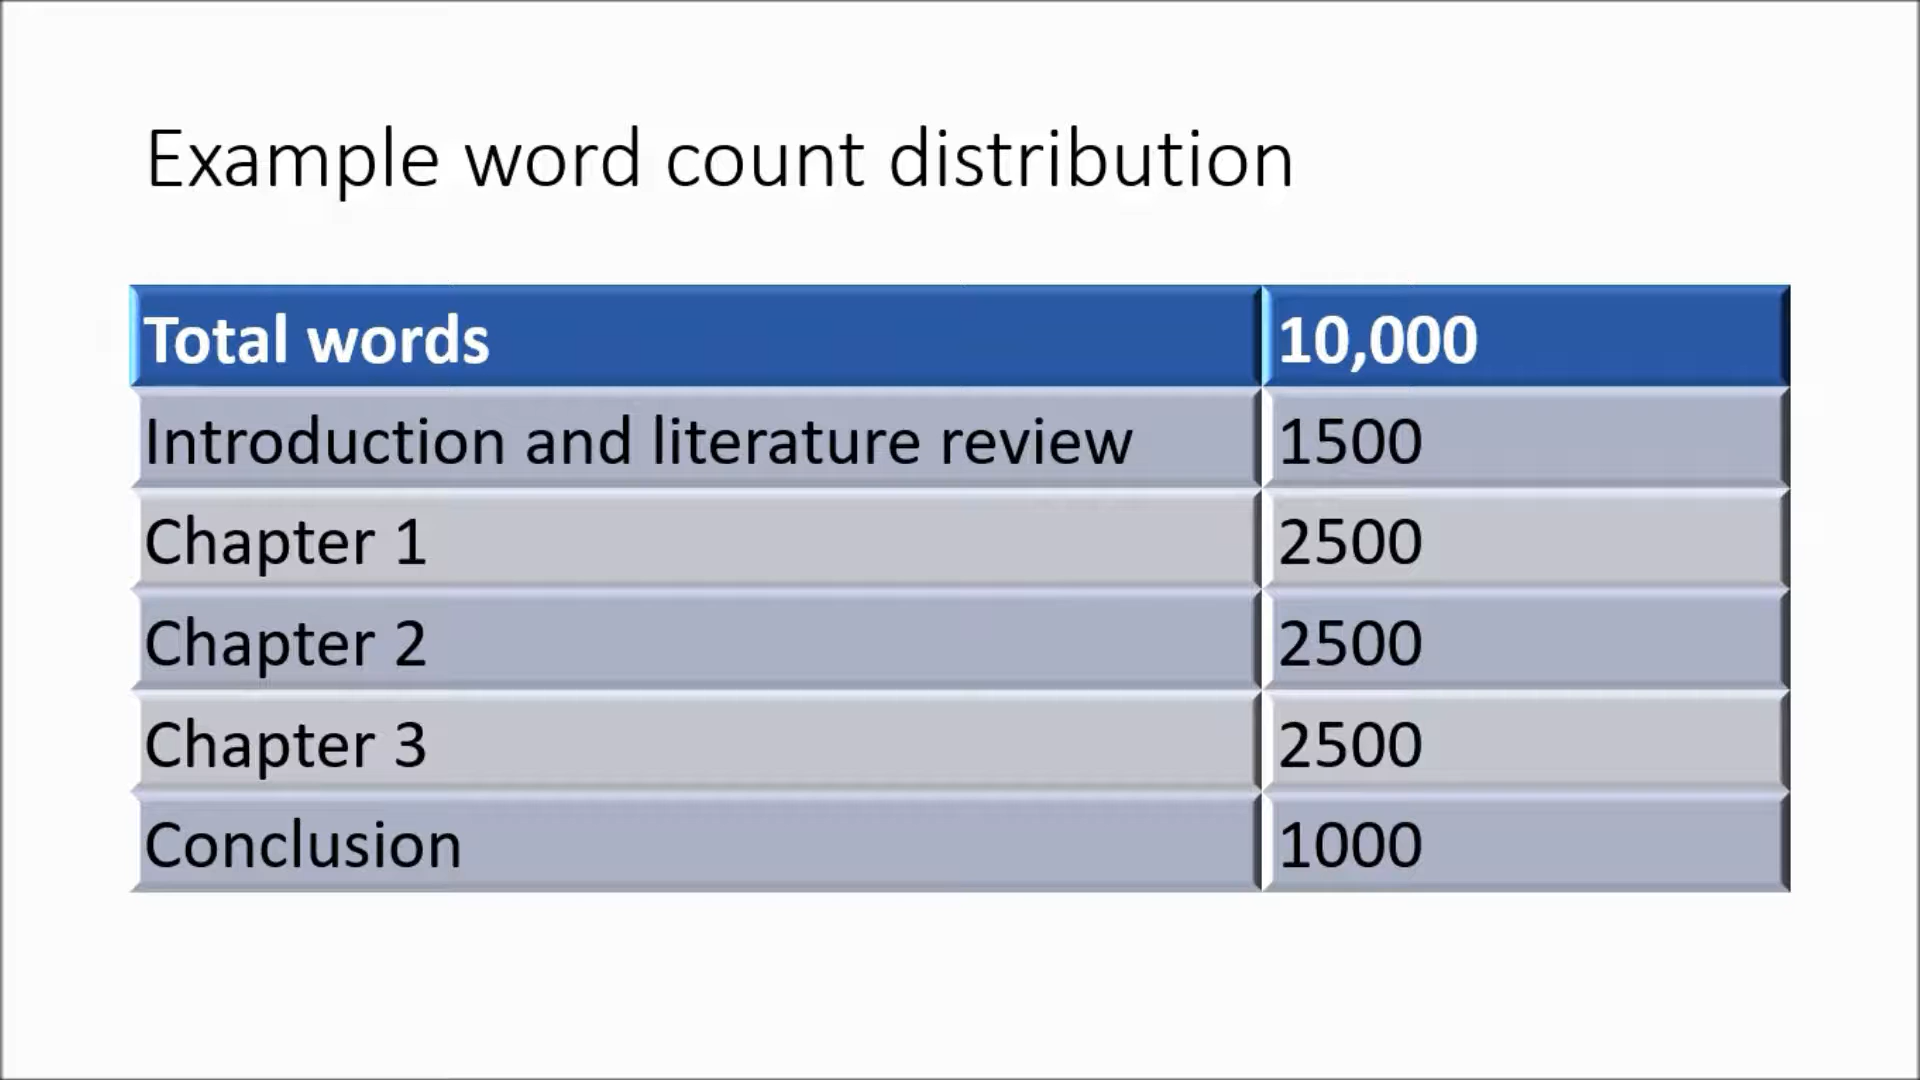 Example word count distribution
Total words 10,000
Introduction and literature review 1500
Chapter 1 2500
Chapter 2 2500
Chapter 3 2500
Conclusion 1000